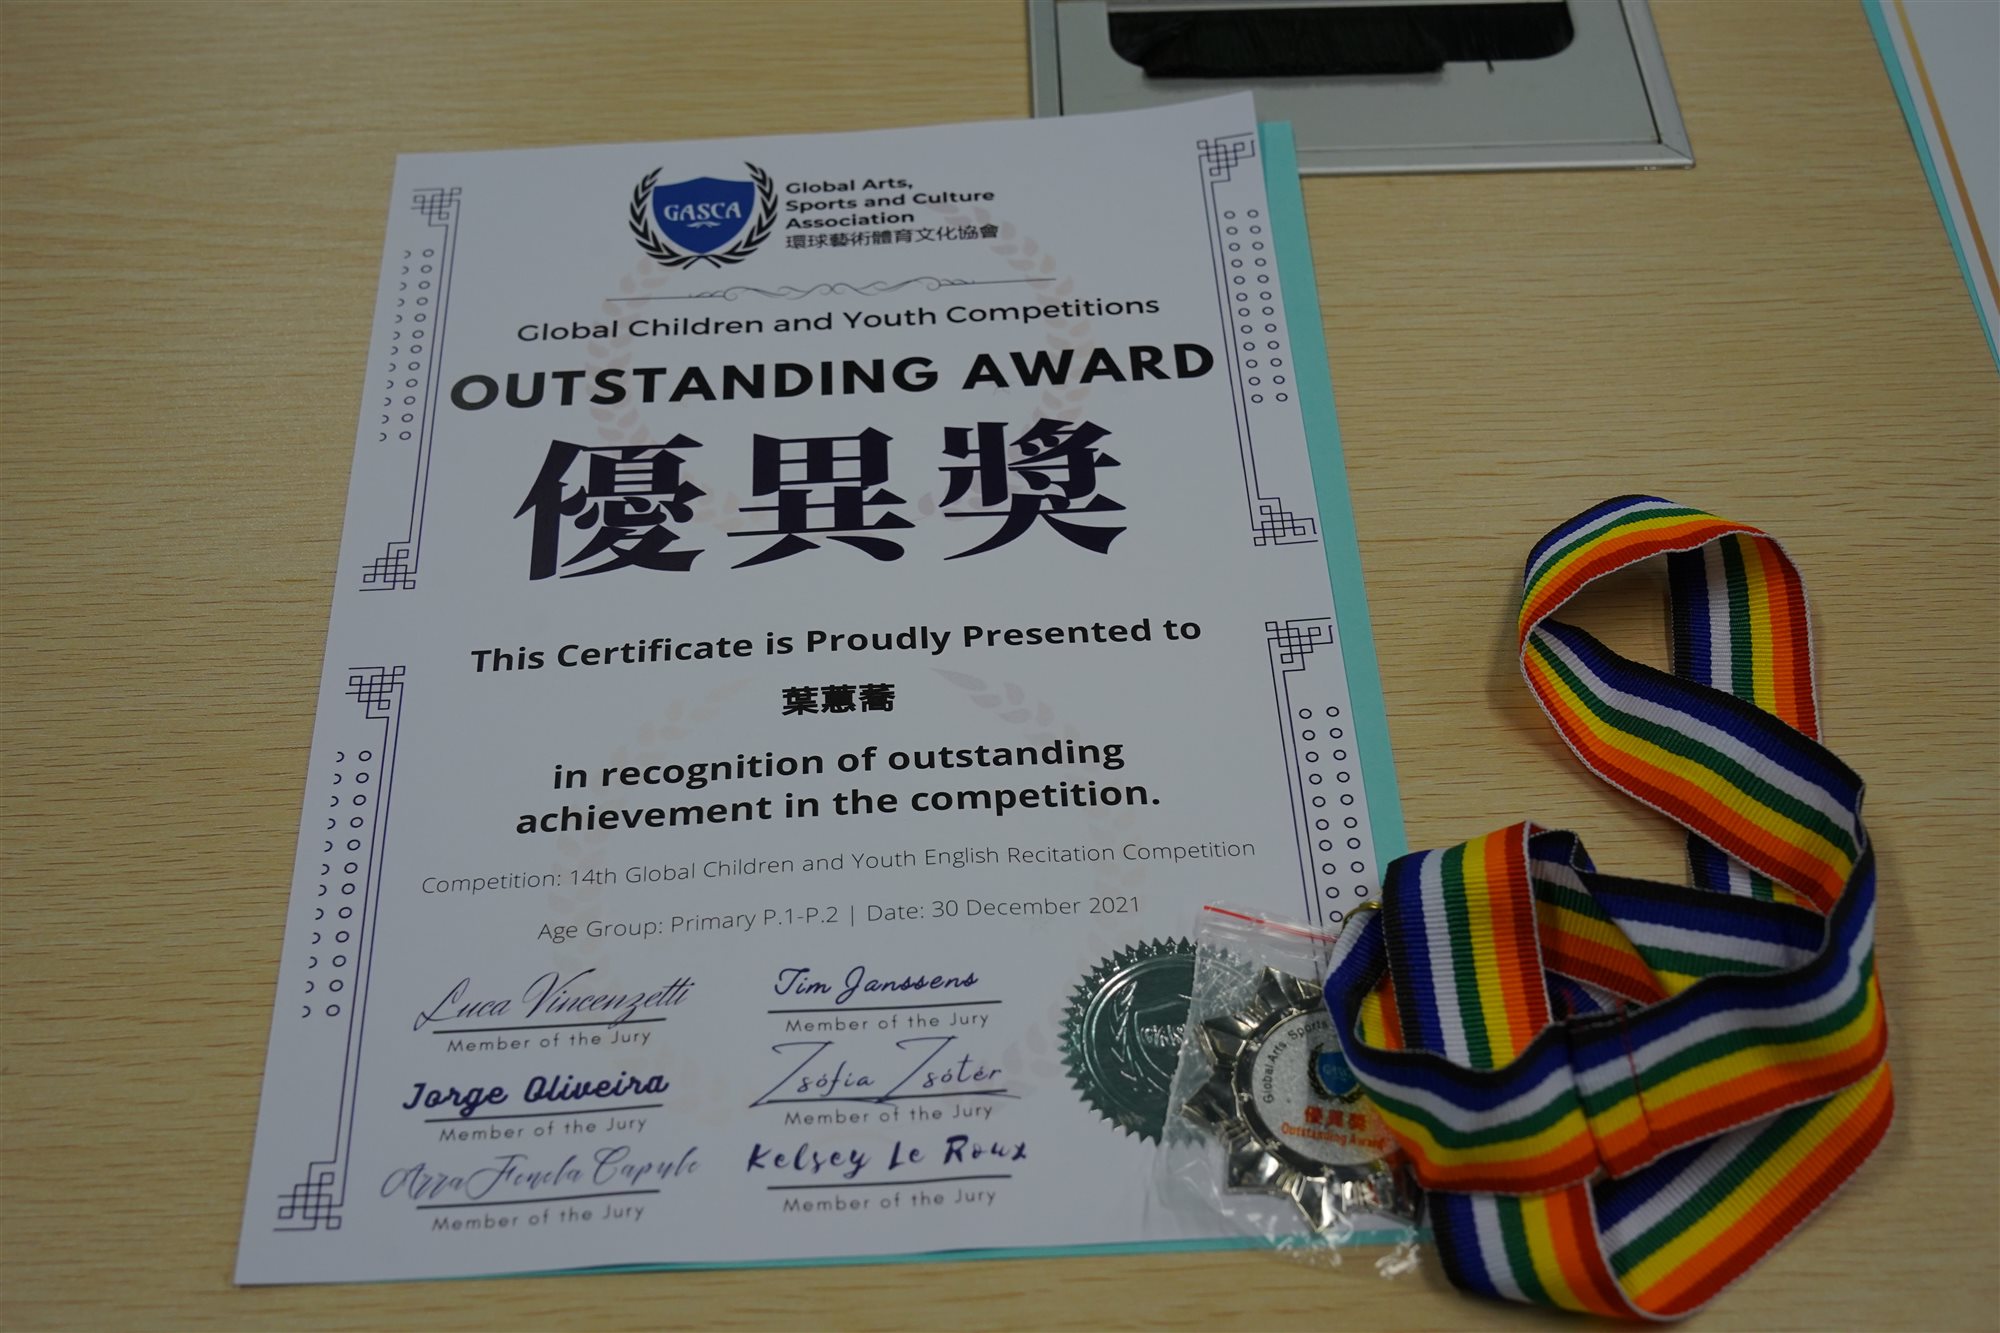 GASCA
Global Arts,
Sports and Culture
Association
環球藝術體育文化協會
Global Children and Youth Competitions
OUTSTANDING AWARD
優異獎
This Certificate is Proudly Presented to
葉蕙蕎
in recognition of outstanding
achievement in the competition.
Competition: 14th Global Children and Youth English Recitation Competition
Age Group: Primary P.1-P.2 | Date: 30 December 2021
Luca Vincenzetti
Member of the Jury
Tim Janssens
Member of the Jury
Jorge Oliveira
Member of the Jury
Zsófia Zsótér
Member of the Jury
Arra Fenela Capule
Member of the Jury
Kelsey Le Roux
Member of the Jury
Global Arts, Sports
優異獎
Outstanding Award